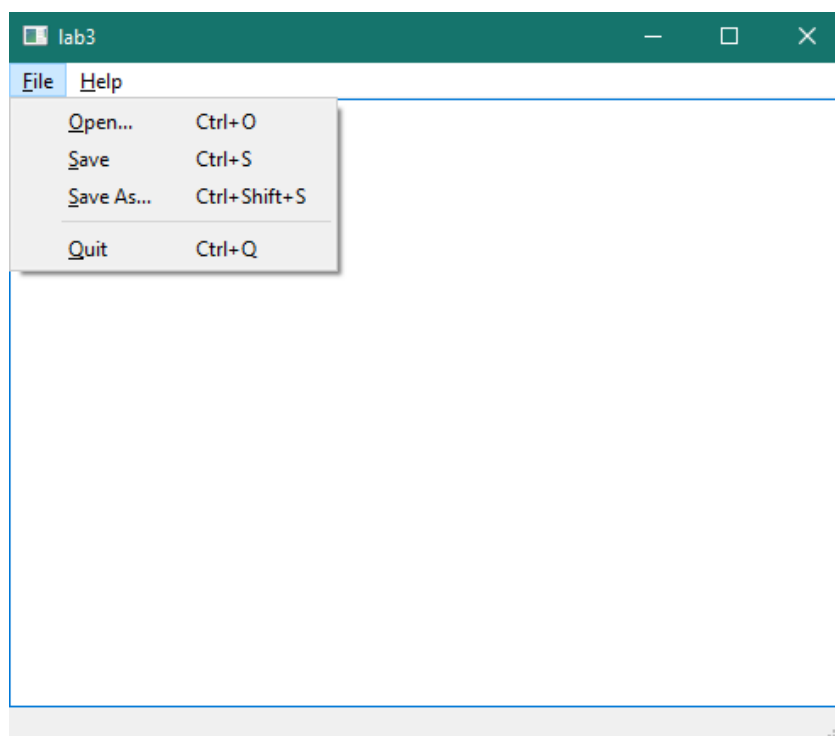 lab3
File Help
Open... Ctrl+O
Save Ctrl+S
Save As... Ctrl+Shift+S
Quit Ctrl+Q